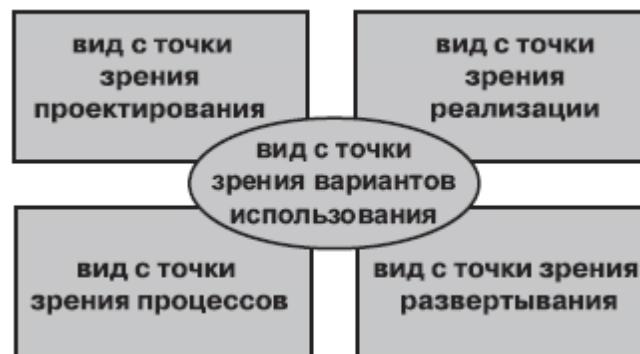 вид с точки
зрения
проектирования
вид с точки
зрения
реализации
вид с точки
зрения вариантов
использования
вид с точки
зрения процессов
вид с точки зрения
развертывания